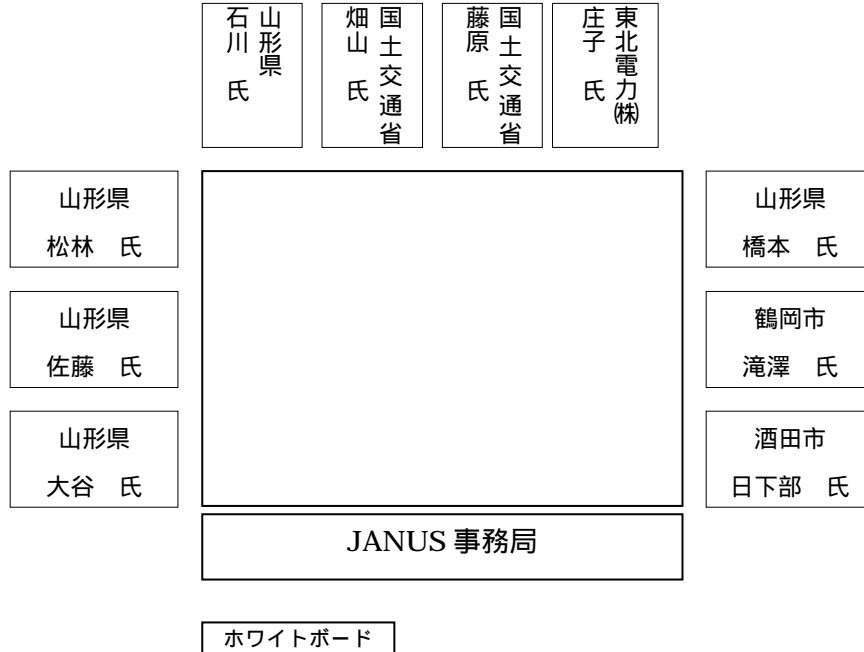 山形県
石川　氏
国土交通省
畑山　氏
国土交通省
藤原　氏
東北電力㈱
庄子　氏
山形県
松林　氏
山形県
橋本　氏
山形県
佐藤　氏
鶴岡市
滝澤　氏
山形県
大谷　氏
酒田市
日下部　氏
JANUS 事務局
ホワイトボード